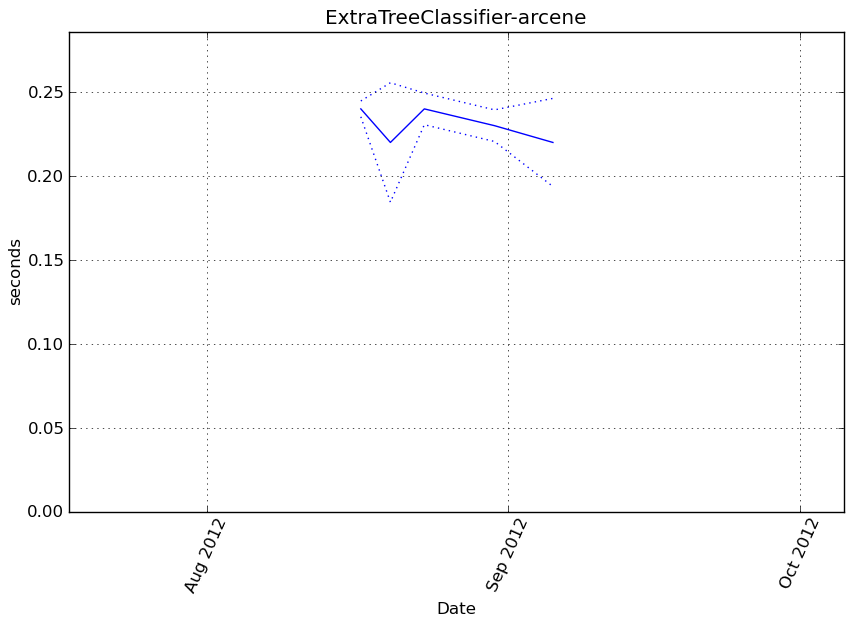 ExtraTreeClassifier-arcene
0.25
0.20
0.15
0.10
0.05
0.00
seconds
Aug 2012
Sep 2012
Oct 2012
Date